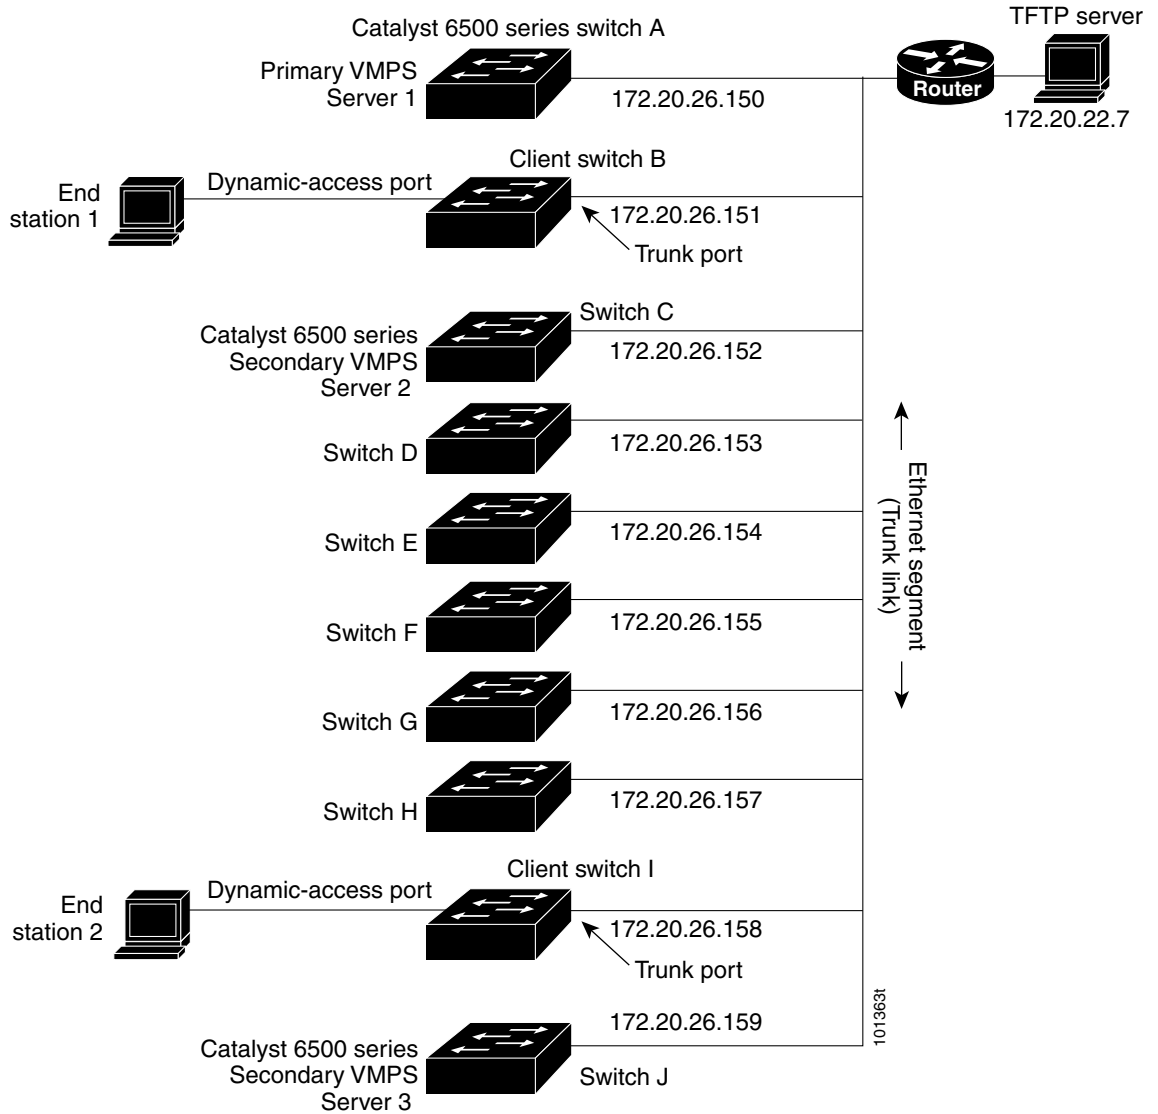 TFTP server
Catalyst 6500 series switch A
Primary VMPS
Server 1
172.20.26.150
Router
172.20.22.7
Client switch B
End
station 1
Dynamic-access port
172.20.26.151
Trunk port
Switch C
Catalyst 6500 series
Secondary VMPS
Server 2
172.20.26.152
Switch D
172.20.26.153
Ethernet segment
(Trunk link)
Switch E
172.20.26.154
Switch F
172.20.26.155
Switch G
172.20.26.156
Switch H
172.20.26.157
Client switch I
End
station 2
Dynamic-access port
172.20.26.158
Trunk port
101363t
172.20.26.159
Catalyst 6500 series
Secondary VMPS
Server 3
Switch J